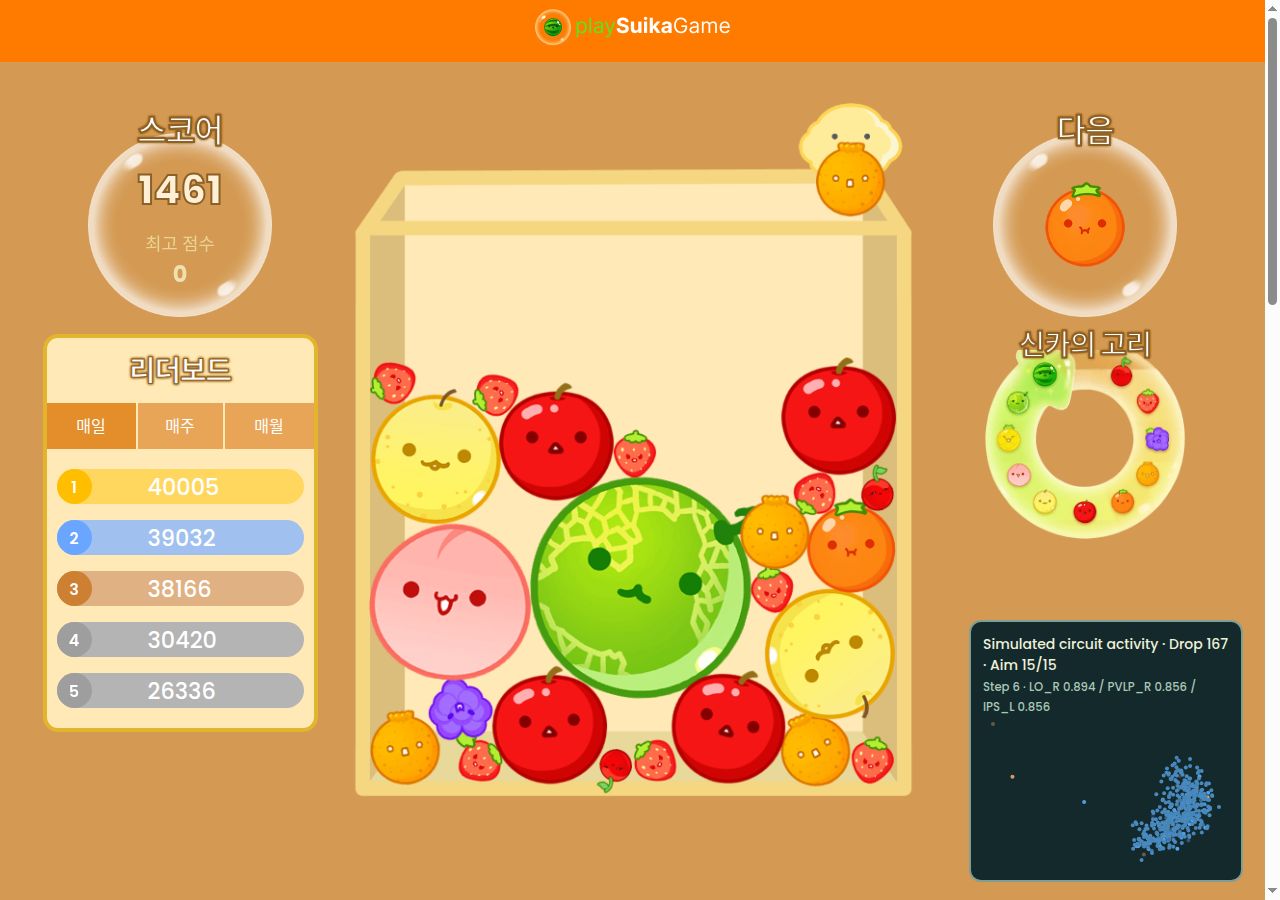 playSuikaGame
스코어
1461
최고 점수
0
다음
신카의 고리
리더보드
매일 매주 매월
1 40005
2 39032
3 38166
4 30420
5 26336
Simulated circuit activity · Drop 167
· Aim 15/15
Step 6 · LO_R 0.894 / PVLP_R 0.856 /
IPS_L 0.856